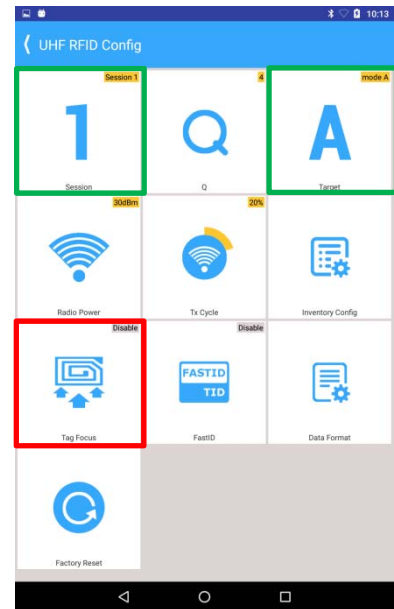 10:13
UHF RFID Config
Session 1
1
Session
4
Q
Q
mode A
A
Target
30dBm
Radio Power
20%
Tx Cycle
Inventory Config
Disable
Tag Focus
Disable
FASTID
TID
FastID
Data Format
Factory Reset